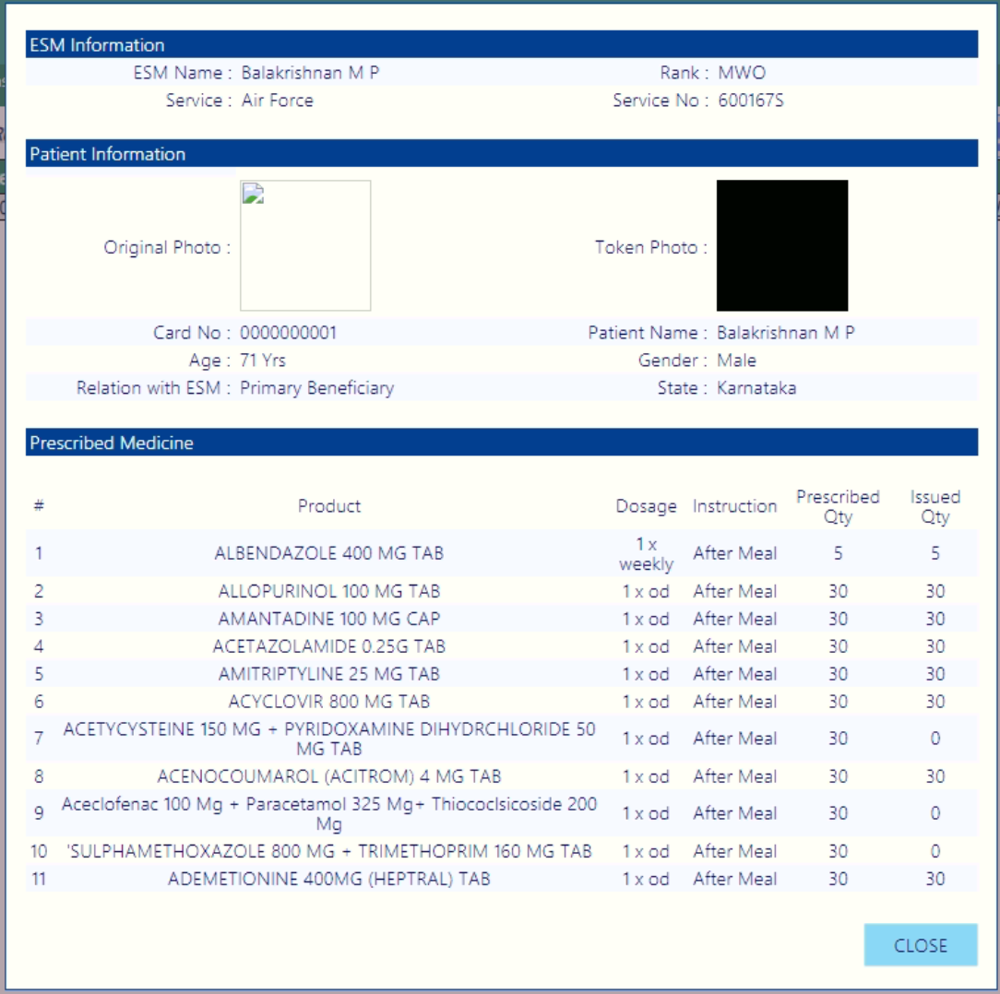 ESM Information
ESM Name : Balakrishnan M P Rank : MWO
Service : Air Force Service No : 600167S
Patient Information
Original Photo : Token Photo :
Card No : 0000000001 Patient Name : Balakrishnan M P
Age : 71 Yrs Gender : Male
Relation with ESM : Primary Beneficiary State : Karnataka
Prescribed Medicine
# Product Dosage Instruction Prescribed Qty Issued Qty
1 ALBENDAZOLE 400 MG TAB 1 x weekly After Meal 5 5
2 ALLOPURINOL 100 MG TAB 1 x od After Meal 30 30
3 AMANTADINE 100 MG CAP 1 x od After Meal 30 30
4 ACETAZOLAMIDE 0.25G TAB 1 x od After Meal 30 30
5 AMITRIPTYLINE 25 MG TAB 1 x od After Meal 30 30
6 ACYCLOVIR 800 MG TAB 1 x od After Meal 30 30
7 ACETYCYSTEINE 150 MG + PYRIDOXAMINE DIHYDRCHLORIDE 50 MG TAB 1 x od After Meal 30 0
8 ACENOCOUMAROL (ACITROM) 4 MG TAB 1 x od After Meal 30 30
9 Aceclofenac 100 Mg + Paracetamol 325 Mg+ Thiococlsicoside 200 Mg 1 x od After Meal 30 0
10 'SULPHAMETHOXAZOLE 800 MG + TRIMETHOPRIM 160 MG TAB 1 x od After Meal 30 0
11 ADEMETIONINE 400MG (HEPTRAL) TAB 1 x od After Meal 30 30
CLOSE